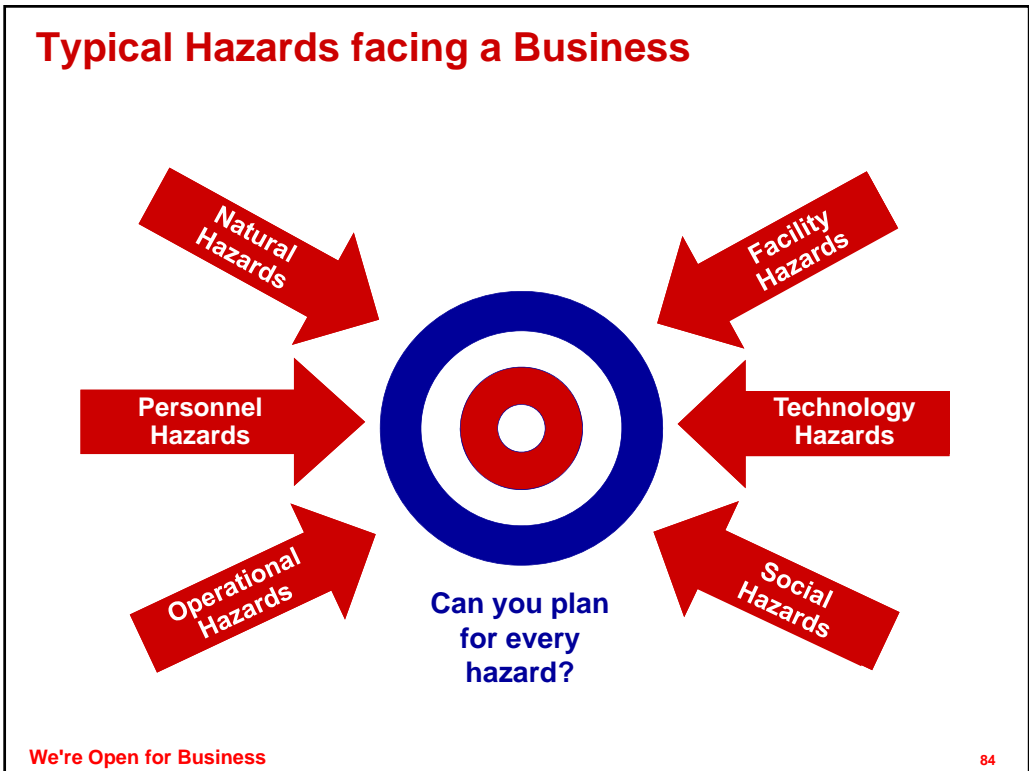 Typical Hazards facing a Business
Natural
Hazards
Facility
Hazards
Personnel
Hazards
Technology
Hazards
Operational
Hazards
Social
Hazards
Can you plan
for every
hazard?
We're Open for Business
84